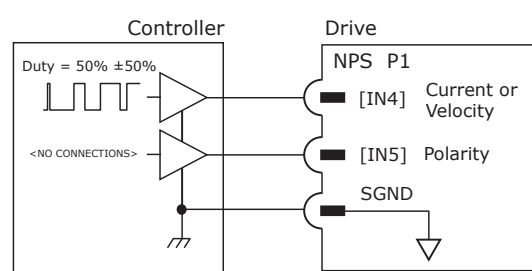 Controller
Drive
Duty = 50% ±50%
<NO CONNECTIONS>
NPS P1
[IN4]
Current or
Velocity
[IN5]
Polarity
SGND